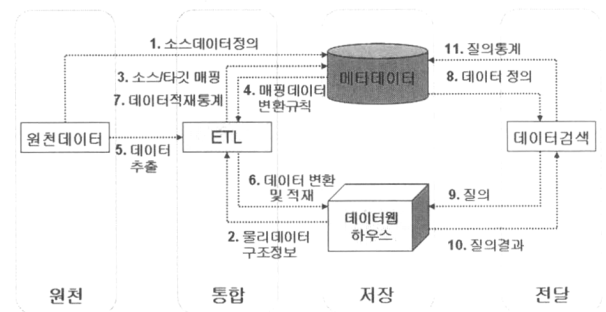 1. 소스데이터정의
11. 질의통계
3. 소스/타깃 매핑
메타데이터
8. 데이터 정의
7. 데이터적재통계
4. 매핑데이터
변환규칙
원천데이터
ETL
데이터검색
5. 데이터
추출
6. 데이터 변환
및 적재
9. 질의
데이터웹
하우스
2. 물리데이터
구조정보
10. 질의결과
원천
통합
저장
전달